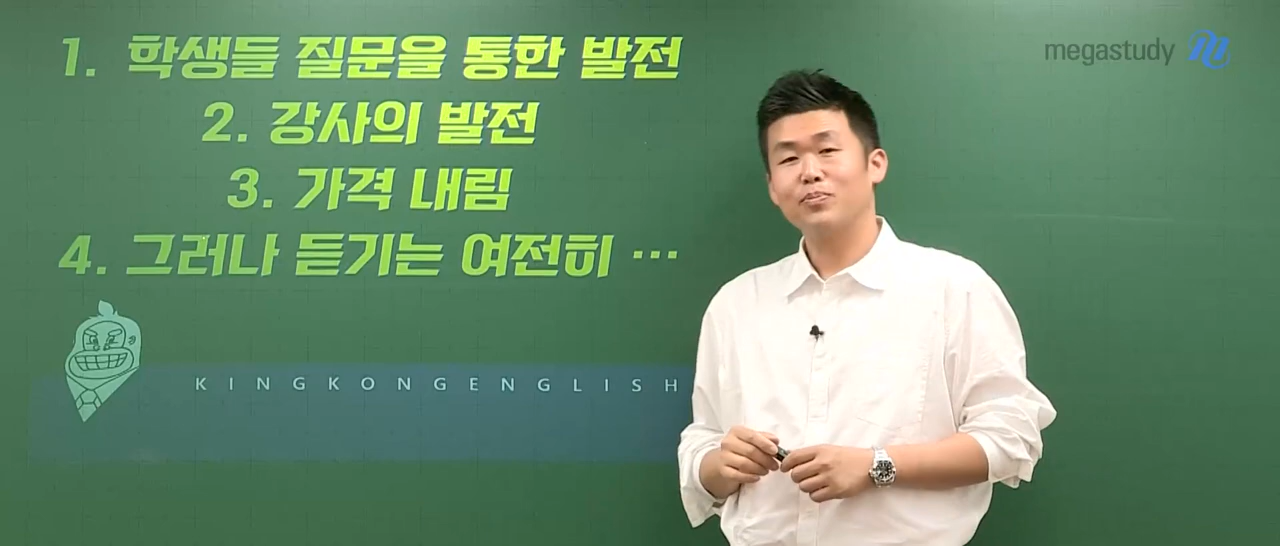 1. 학생들 질문을 통한 발전
megastudy
2. 강사의 발전
3. 가격 내림
4. 그러나 듣기는 여전히 …
KINGKONGENGLISH